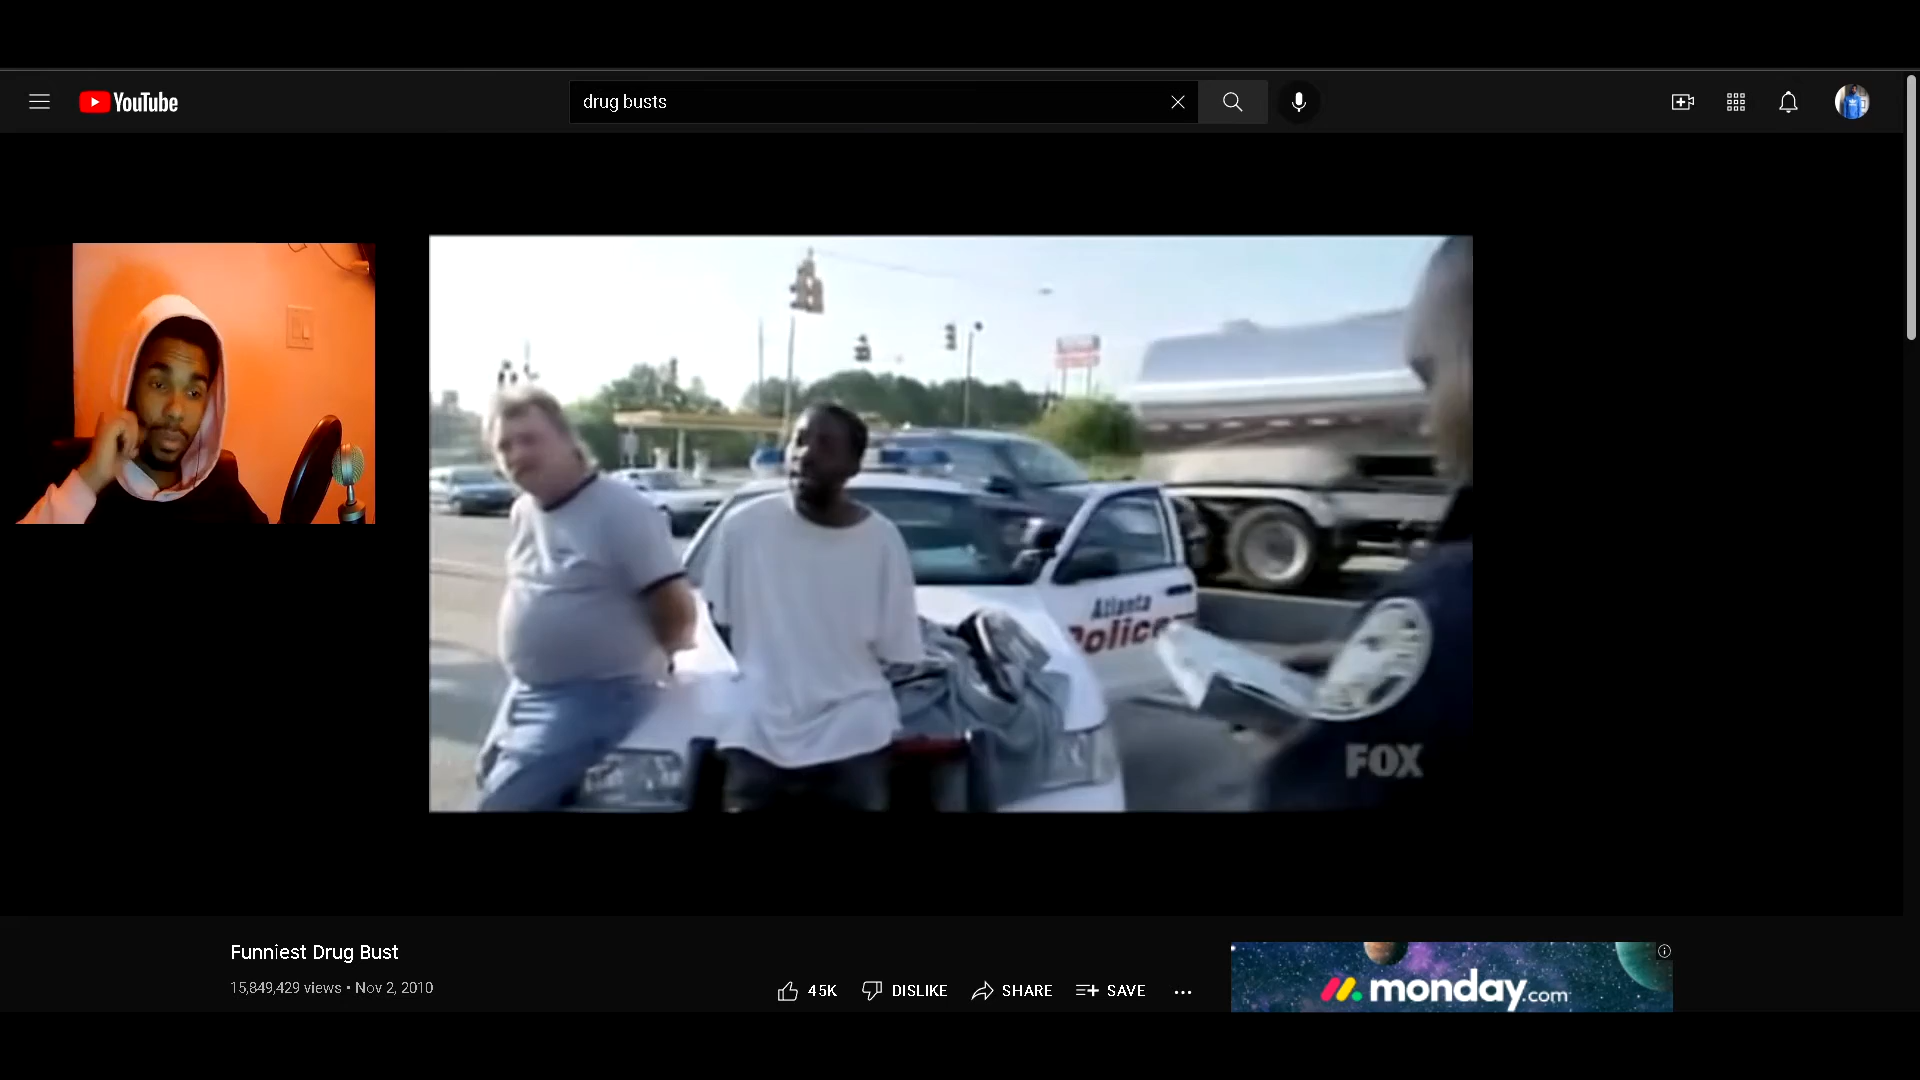 YouTube
drug busts
Atlanta
Police
FOX
Funniest Drug Bust
15,849,429 views • Nov 2, 2010
45K
DISLIKE
SHARE
SAVE
monday.com